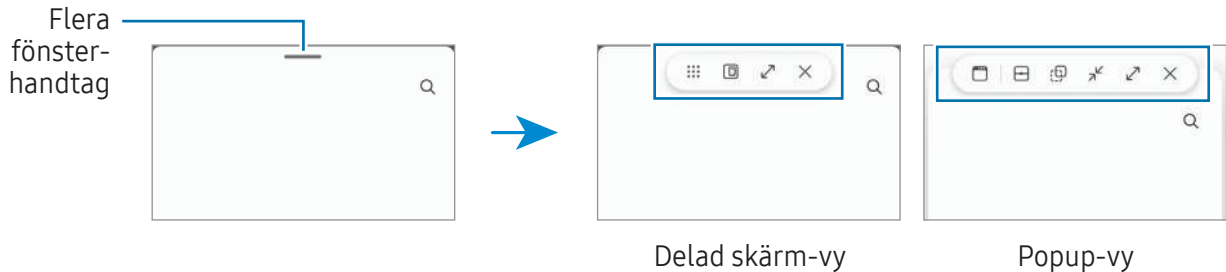 Flera
fönster-
handtag
Delad skärm-vy
Popup-vy